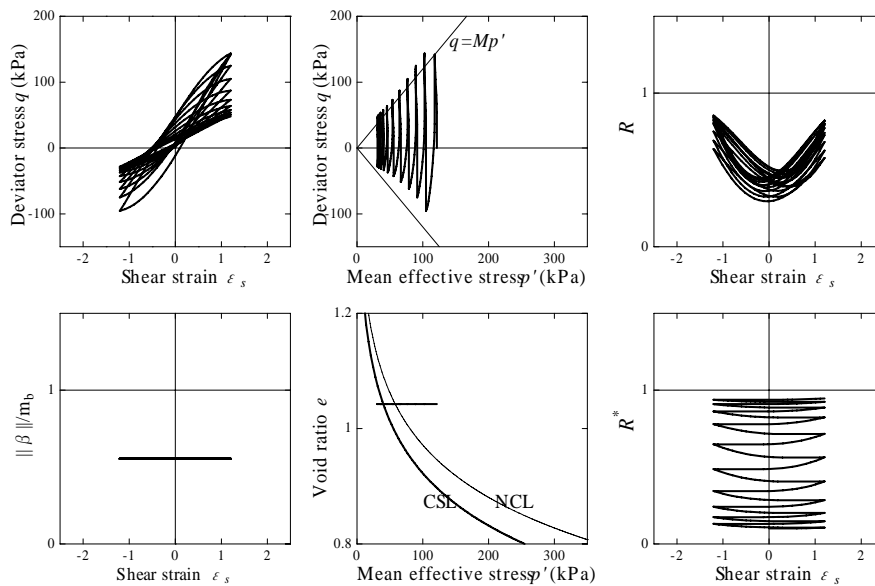 Deviator stress q (kPa)
200
100
0
-100
-2 -1 0 1 2
Shear strain ε s
Deviator stress q (kPa)
200
100
0
-100
q=Mp'
0 100 200 300
Mean effective stress p' (kPa)
R
1
0
-2 -1 0 1 2
Shear strain ε s
|| β ||/m b
1
0
-2 -1 0 1 2
Shear strain ε s
Void ratio e
1.2
1
0.8
CSL NCL
0 100 200 300
Mean effective stress p' (kPa)
R*
1
0
-2 -1 0 1 2
Shear strain ε s